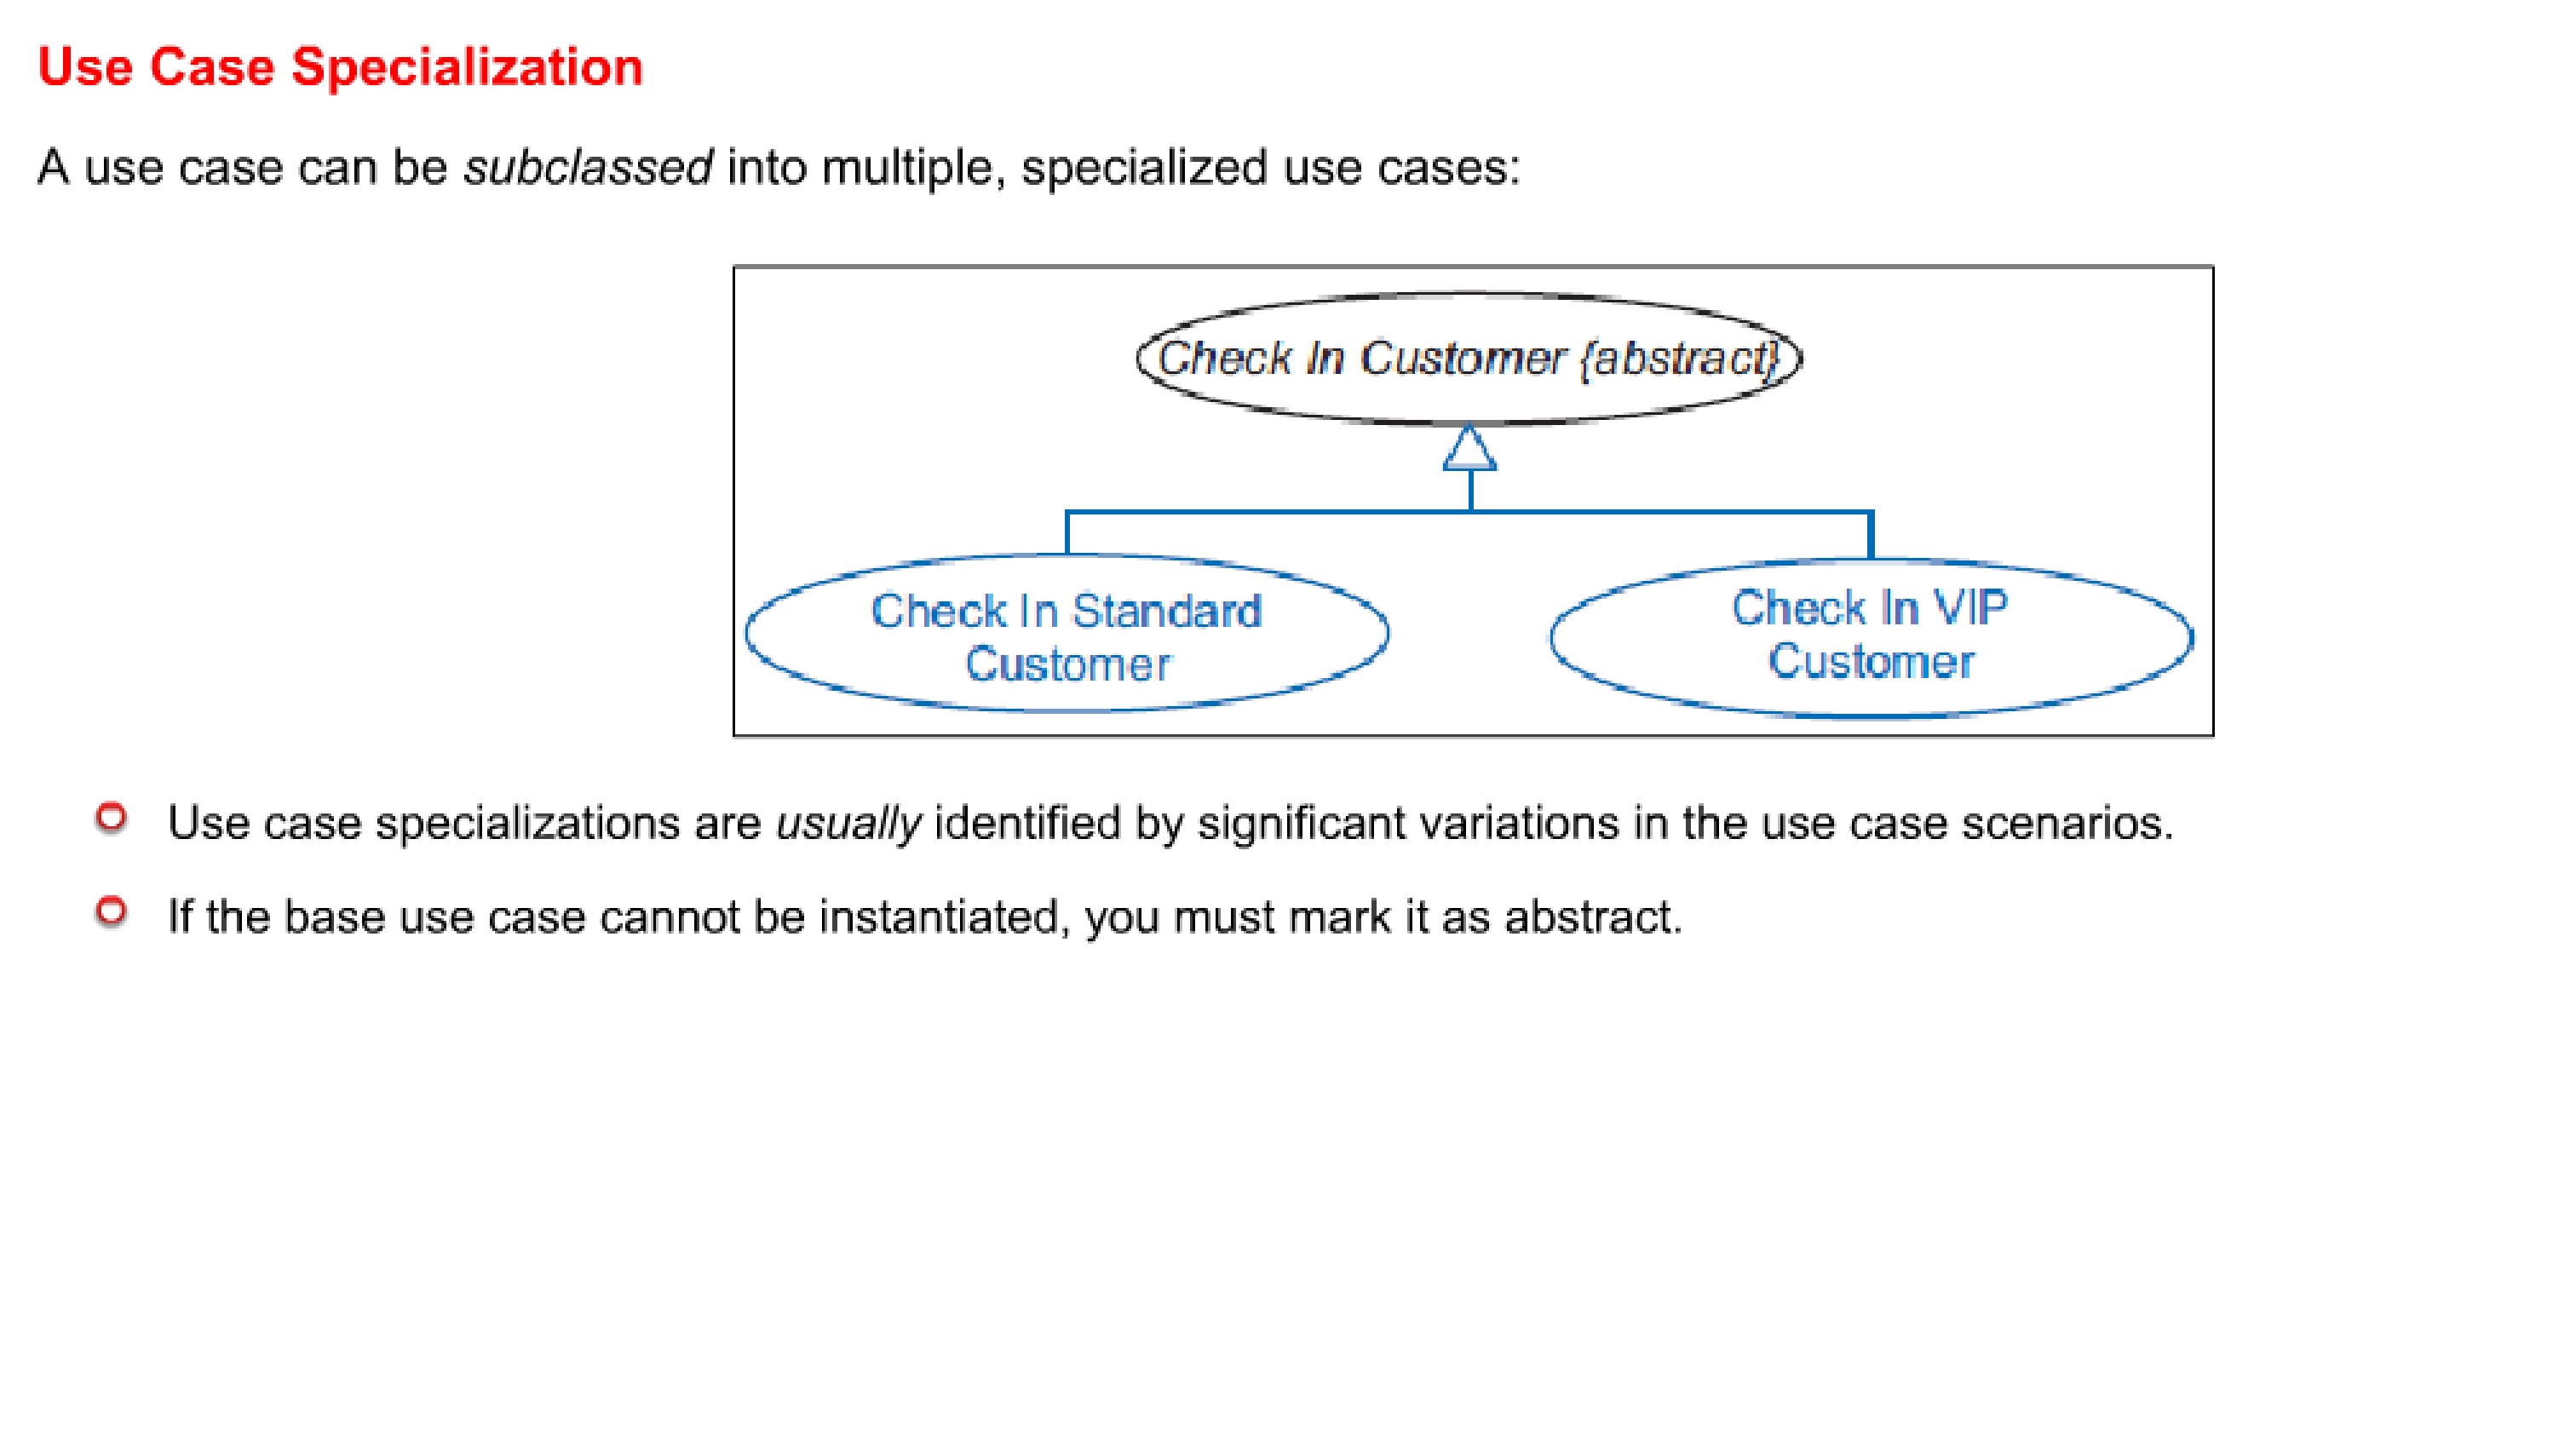 Use Case Specialization
A use case can be subclassed into multiple, specialized use cases:
Check In Customer {abstract}
Check In Standard
Customer
Check In VIP
Customer
Use case specializations are usually identified by significant variations in the use case scenarios.
If the base use case cannot be instantiated, you must mark it as abstract.